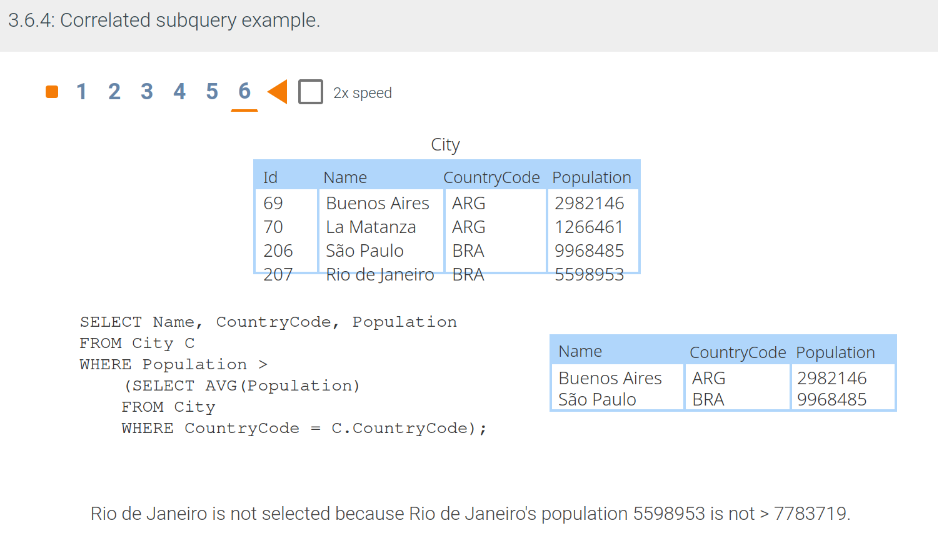 3.6.4: Correlated subquery example.
1 2 3 4 5 6 2x speed
City
Id Name CountryCode Population
69 Buenos Aires ARG 2982146
70 La Matanza ARG 1266461
206 São Paulo BRA 9968485
207 Rio de Janeiro BRA 5598953
SELECT Name, CountryCode, Population
FROM City C
WHERE Population >
(SELECT AVG(Population)
FROM City
WHERE CountryCode = C.CountryCode);
Name CountryCode Population
Buenos Aires ARG 2982146
São Paulo BRA 9968485
Rio de Janeiro is not selected because Rio de Janeiro's population 5598953 is not > 7783719.